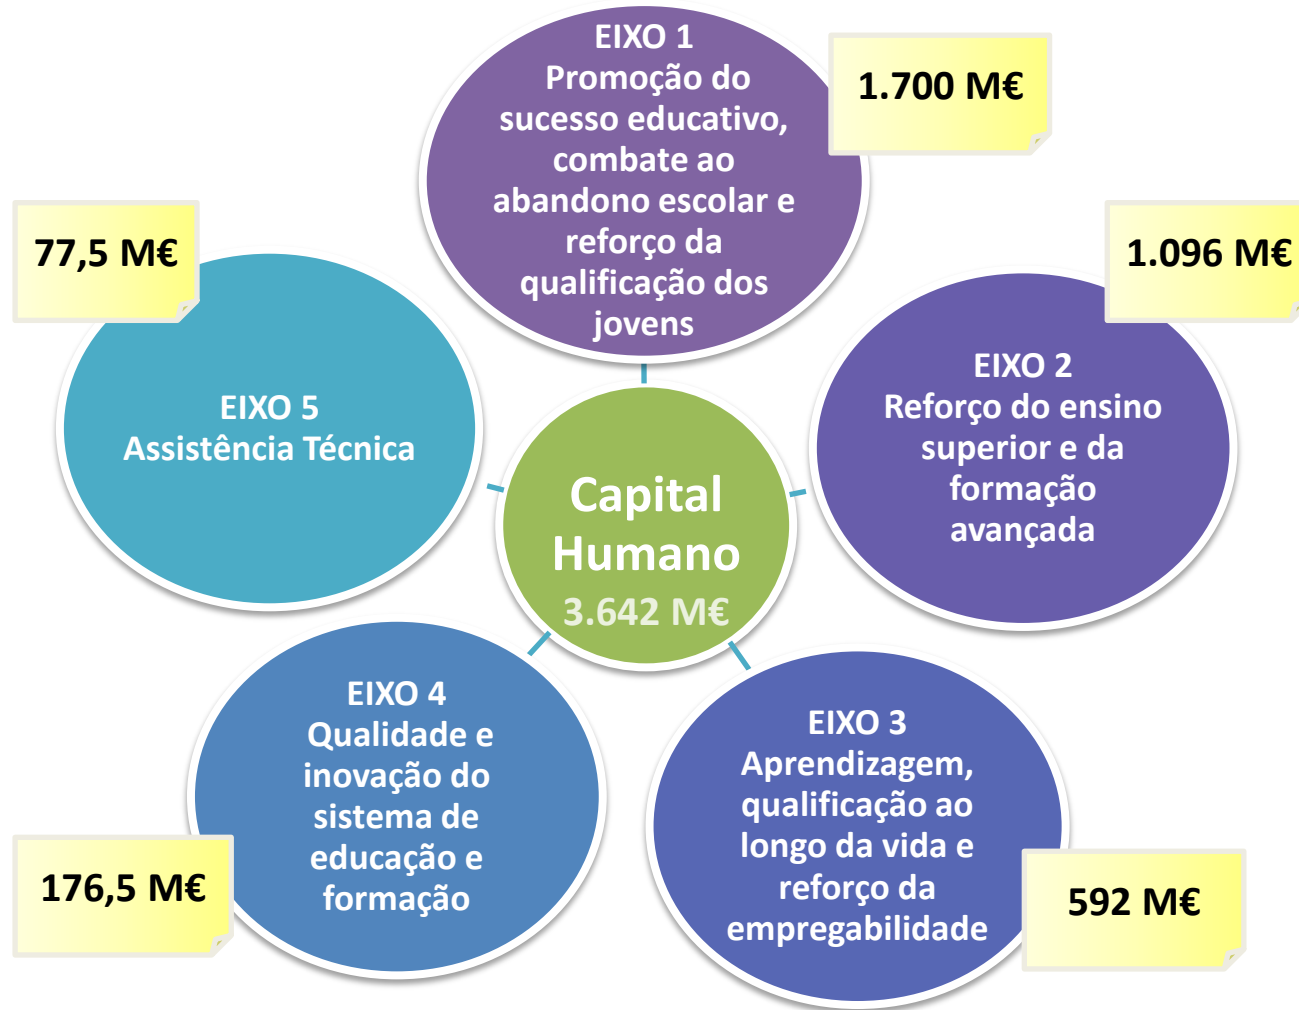 EIXO 1
Promoção do
sucesso educativo,
combate ao
abandono escolar e
reforço da
qualificação dos
jovens
1.700 M€
EIXO 2
Reforço do ensino
superior e da
formação
avançada
1.096 M€
EIXO 3
Aprendizagem,
qualificação ao
longo da vida e
reforço da
empregabilidade
592 M€
EIXO 4
Qualidade e
inovação do
sistema de
educação e
formação
176,5 M€
EIXO 5
Assistência Técnica
77,5 M€
Capital
Humano
3.642 M€